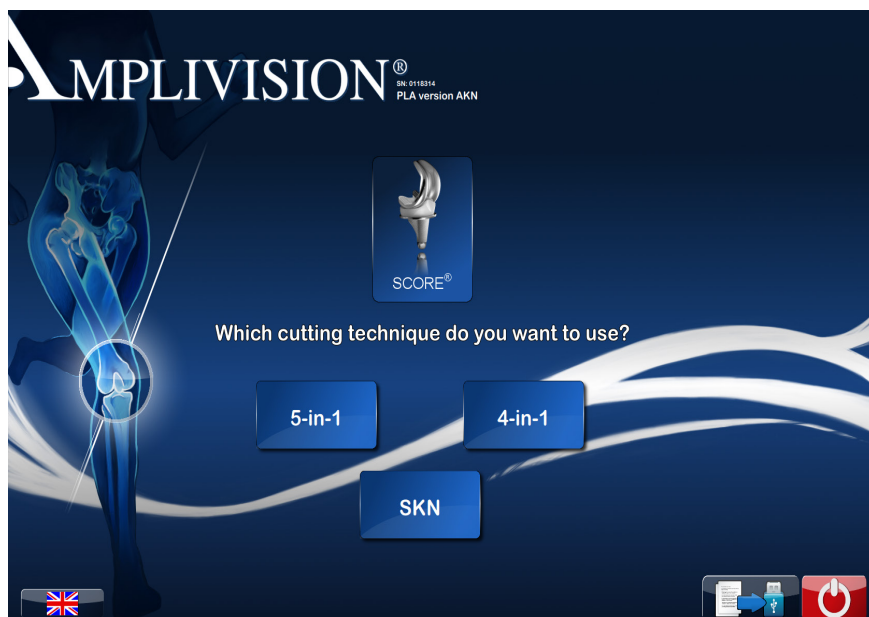 AMPLIVISION®
SN: 0118314
PLA version AKN
SCORE®
Which cutting technique do you want to use?
5-in-1
4-in-1
SKN